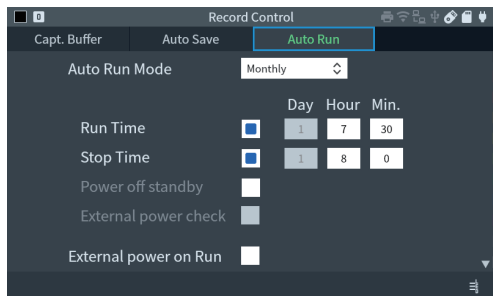 0 Record Control
Capt. Buffer Auto Save Auto Run
Auto Run Mode Monthly
Day Hour Min.
Run Time 1 7 30
Stop Time 1 8 0
Power off standby
External power check
External power on Run